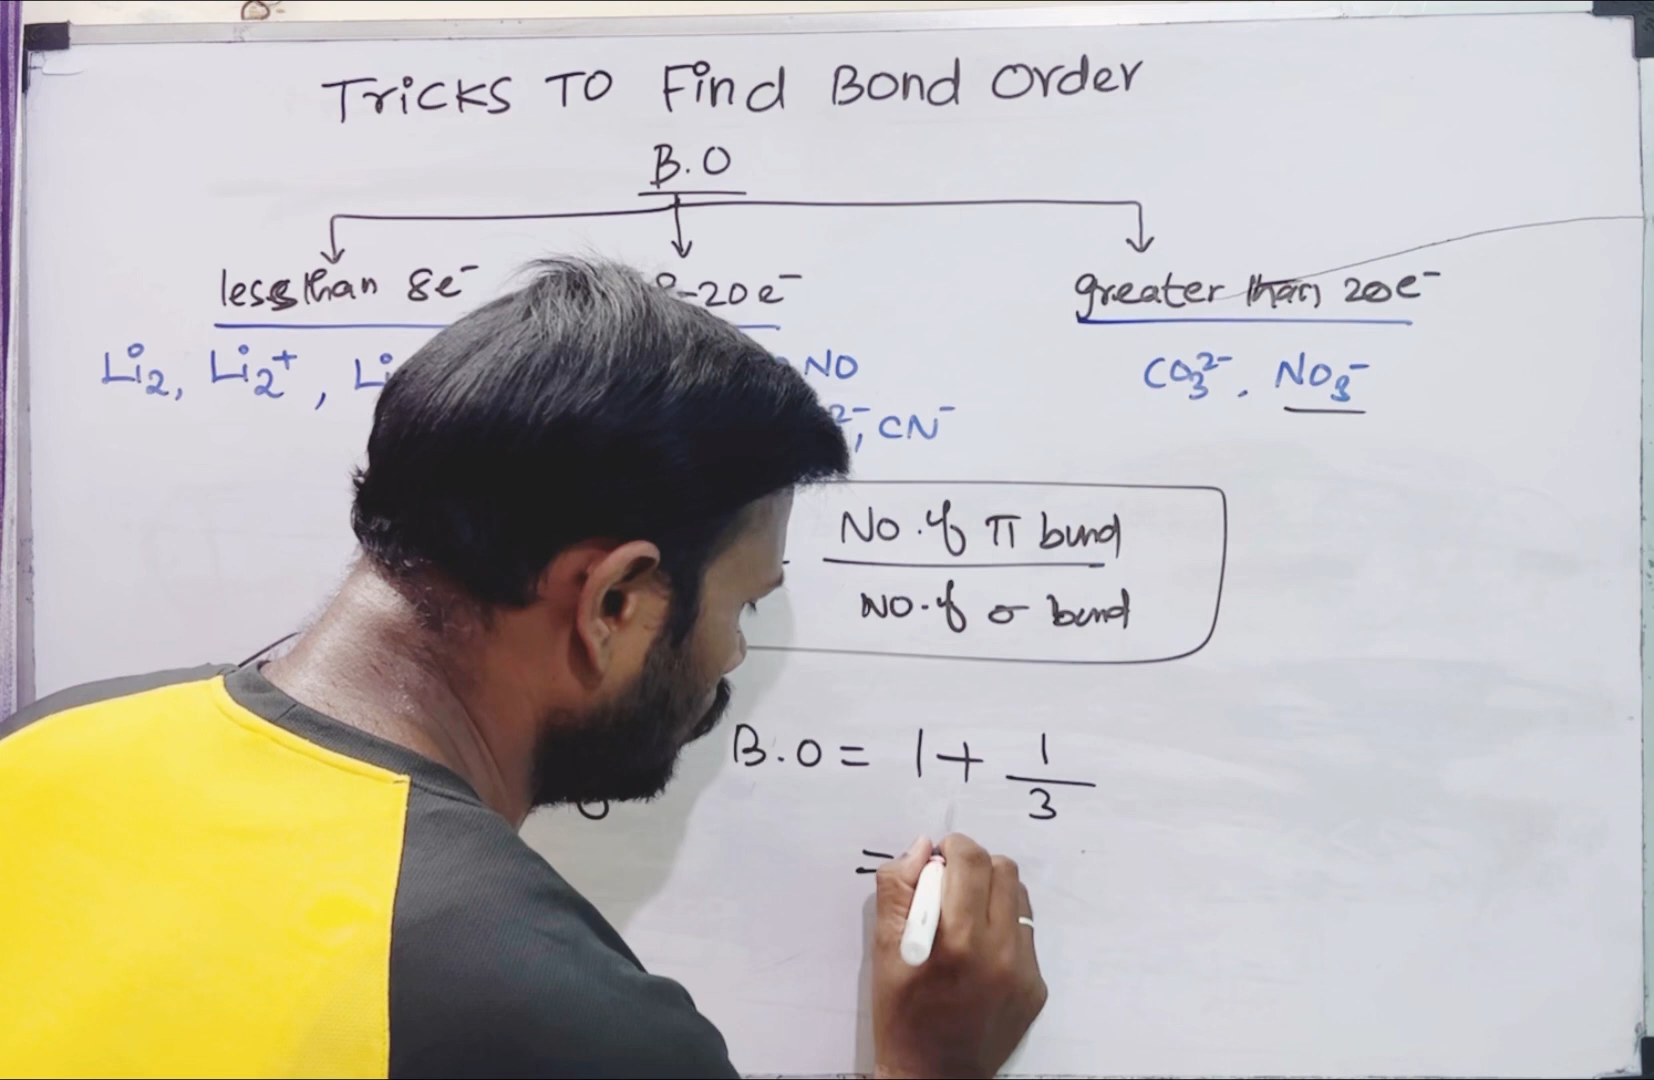 Tricks TO Find Bond Order
B.O
less than 8e⁻ -20e⁻ greater than 20e⁻
Li₂, Li₂⁺, Li NO CO₃²⁻, NO₃⁻
²⁻, CN⁻
No. of π bond
No. of σ bond
B.O = 1 + 1
3
=